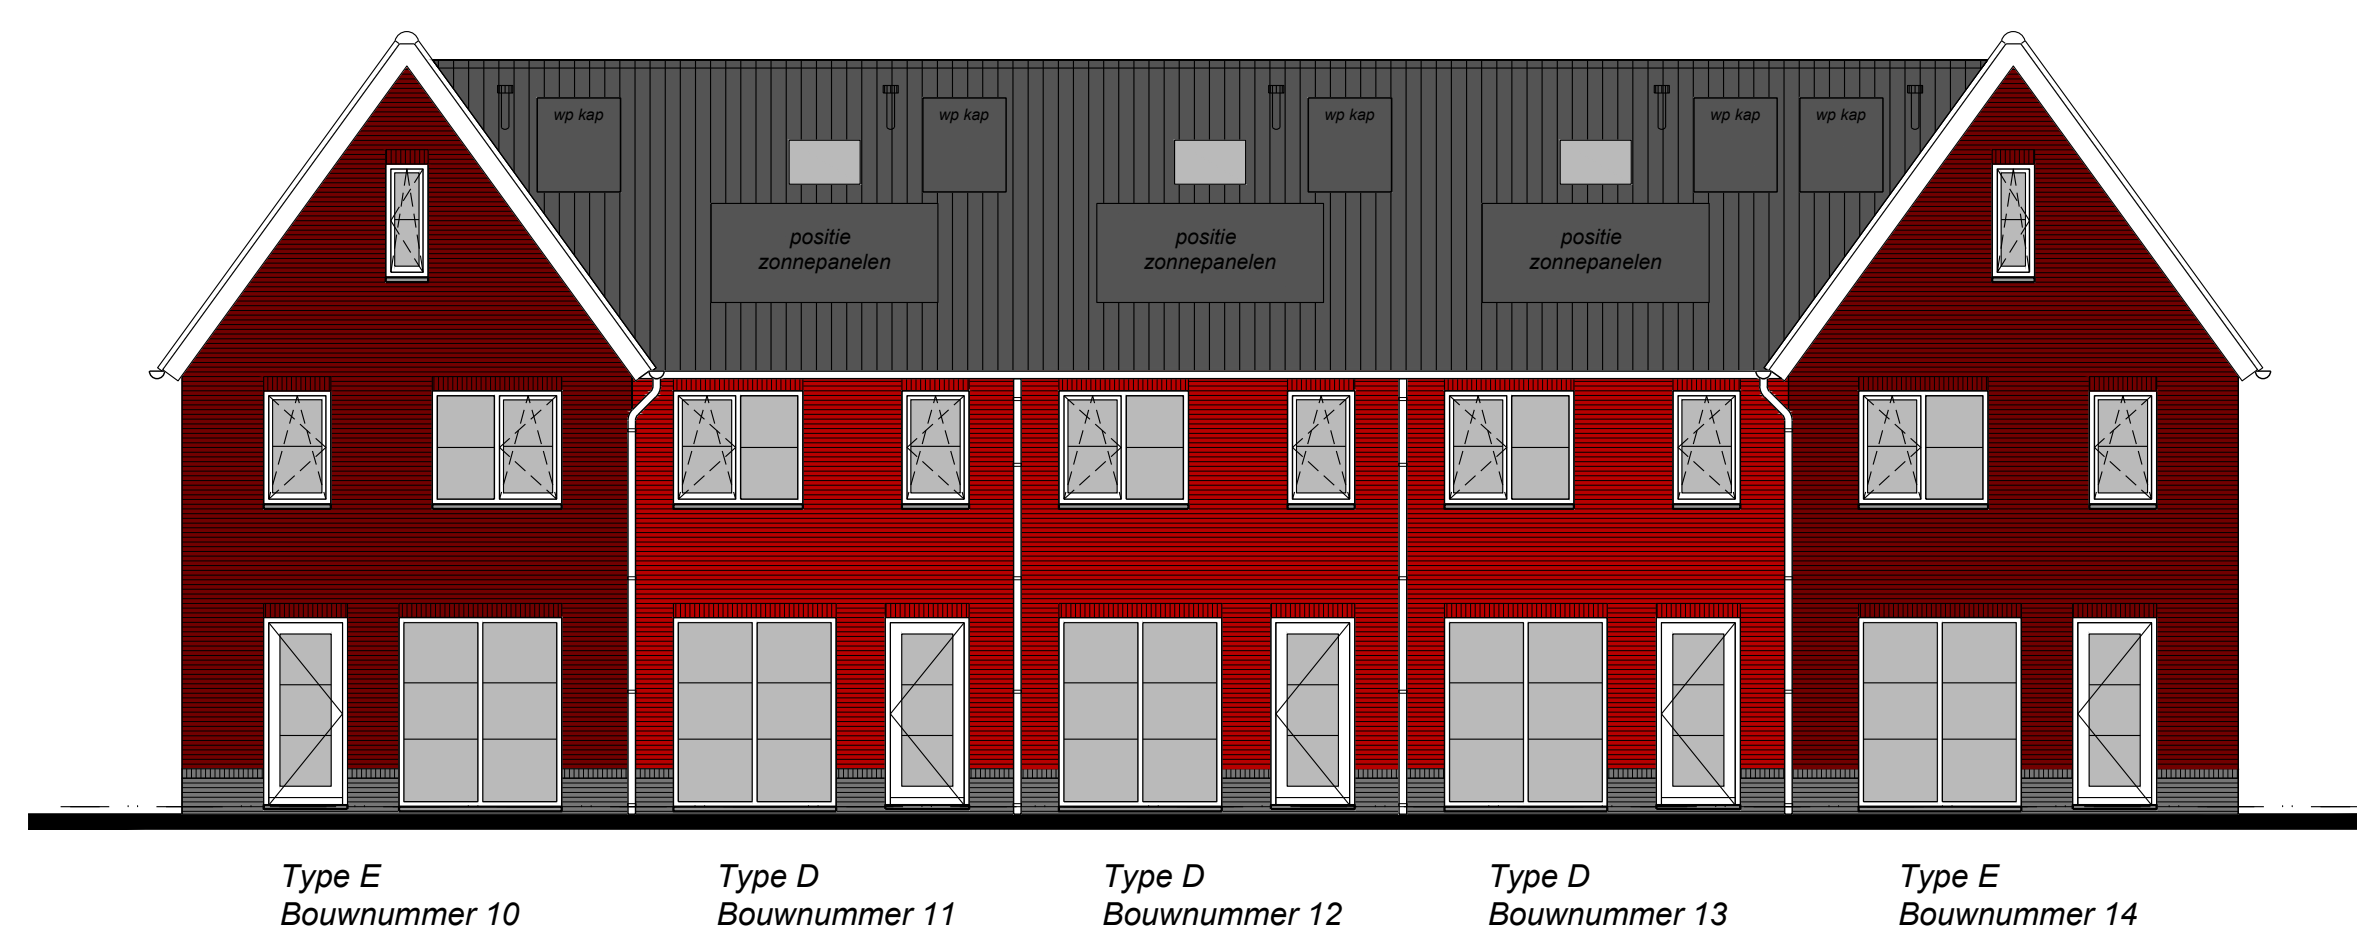 wp kap
wp kap
wp kap
wp kap
wp kap
positie
zonnepanelen
positie
zonnepanelen
positie
zonnepanelen
Type E
Bouwnummer 10
Type D
Bouwnummer 11
Type D
Bouwnummer 12
Type D
Bouwnummer 13
Type E
Bouwnummer 14